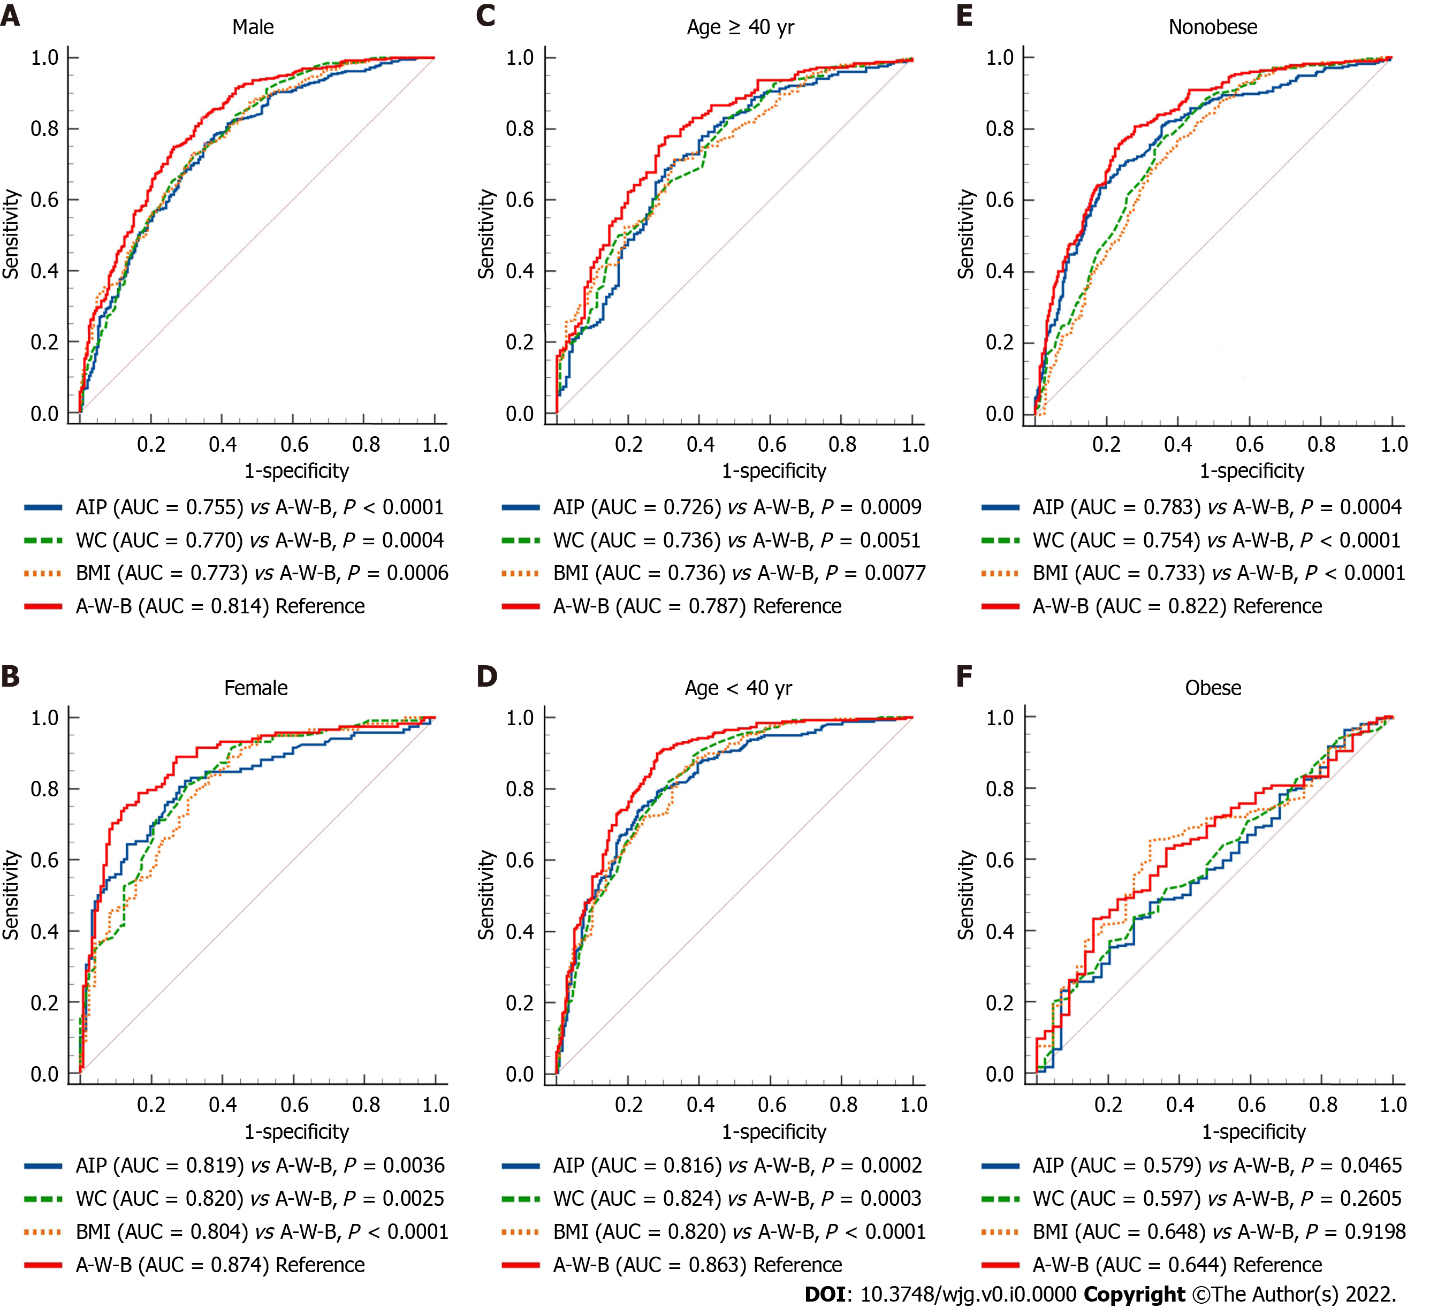 A
Male
Sensitivity
1.0
0.8
0.6
0.4
0.2
0.0
0.2 0.4 0.6 0.8 1.0
1-specificity
AIP (AUC = 0.755) vs A-W-B, P < 0.0001
WC (AUC = 0.770) vs A-W-B, P = 0.0004
BMI (AUC = 0.773) vs A-W-B, P = 0.0006
A-W-B (AUC = 0.814) Reference
C
Age ≥ 40 yr
Sensitivity
1.0
0.8
0.6
0.4
0.2
0.0
0.2 0.4 0.6 0.8 1.0
1-specificity
AIP (AUC = 0.726) vs A-W-B, P = 0.0009
WC (AUC = 0.736) vs A-W-B, P = 0.0051
BMI (AUC = 0.736) vs A-W-B, P = 0.0077
A-W-B (AUC = 0.787) Reference
E
Nonobese
Sensitivity
1.0
0.8
0.6
0.4
0.2
0.0
0.2 0.4 0.6 0.8 1.0
1-specificity
AIP (AUC = 0.783) vs A-W-B, P = 0.0004
WC (AUC = 0.754) vs A-W-B, P < 0.0001
BMI (AUC = 0.733) vs A-W-B, P < 0.0001
A-W-B (AUC = 0.822) Reference
B
Female
Sensitivity
1.0
0.8
0.6
0.4
0.2
0.0
0.2 0.4 0.6 0.8 1.0
1-specificity
AIP (AUC = 0.819) vs A-W-B, P = 0.0036
WC (AUC = 0.820) vs A-W-B, P = 0.0025
BMI (AUC = 0.804) vs A-W-B, P < 0.0001
A-W-B (AUC = 0.874) Reference
D
Age < 40 yr
Sensitivity
1.0
0.8
0.6
0.4
0.2
0.0
0.2 0.4 0.6 0.8 1.0
1-specificity
AIP (AUC = 0.816) vs A-W-B, P = 0.0002
WC (AUC = 0.824) vs A-W-B, P = 0.0003
BMI (AUC = 0.820) vs A-W-B, P < 0.0001
A-W-B (AUC = 0.863) Reference
F
Obese
Sensitivity
1.0
0.8
0.6
0.4
0.2
0.0
0.2 0.4 0.6 0.8 1.0
1-specificity
AIP (AUC = 0.579) vs A-W-B, P = 0.0465
WC (AUC = 0.597) vs A-W-B, P = 0.2605
BMI (AUC = 0.648) vs A-W-B, P = 0.9198
A-W-B (AUC = 0.644) Reference
DOI: 10.3748/wjg.v0.i0.0000 Copyright ©The Author(s) 2022.